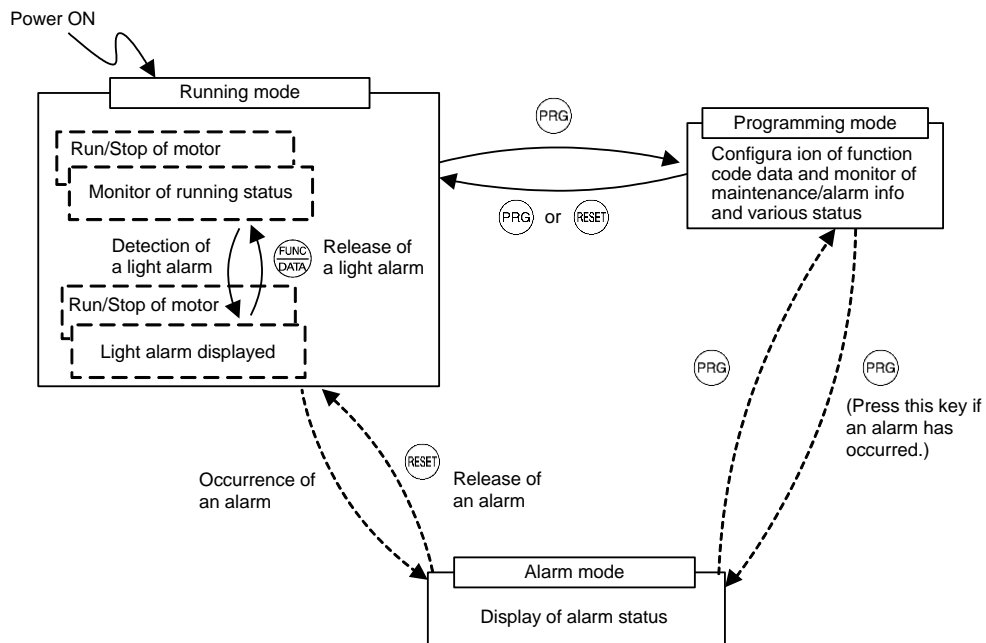 Power ON
Running mode
Run/Stop of motor
Monitor of running status
Detection of
a light alarm
FUNC
DATA
Release of
a light alarm
Run/Stop of motor
Light alarm displayed
PRG
PRG or RESET
Programming mode
Configura ion of function
code data and monitor of
maintenance/alarm info
and various status
PRG
PRG
(Press this key if
an alarm has
occurred.)
Occurrence of
an alarm
RESET
Release of
an alarm
Alarm mode
Display of alarm status